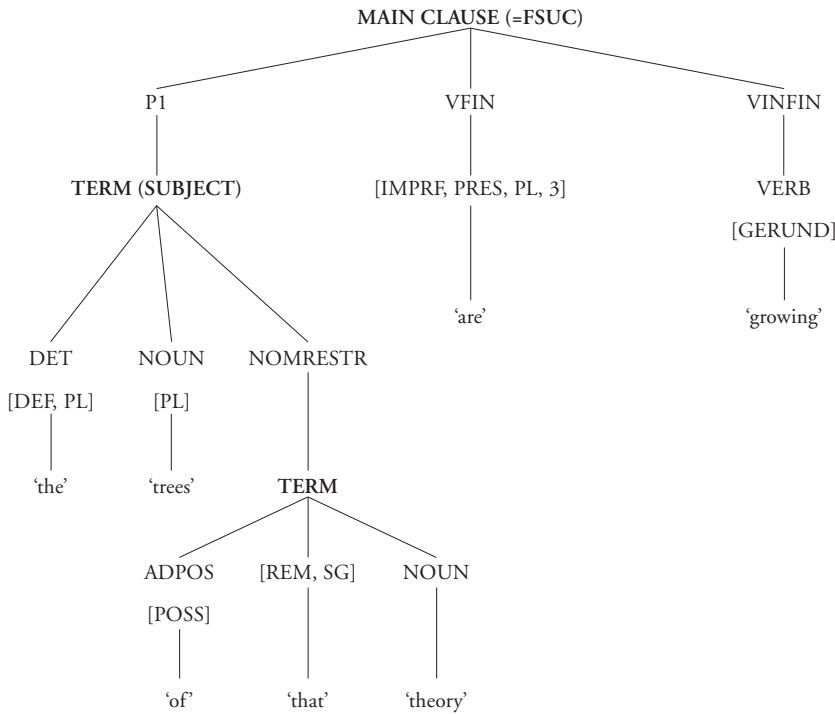 MAIN CLAUSE (=FSUC)
P1 VFIN VINFIN
TERM (SUBJECT) [IMPRF, PRES, PL, 3] VERB
[GERUND]
‘are’ ‘growing’
DET NOUN NOMRESTR
[DEF, PL] [PL]
‘the’ ‘trees’ TERM
ADPOS [REM, SG] NOUN
[POSS]
‘of’ ‘that’ ‘theory’